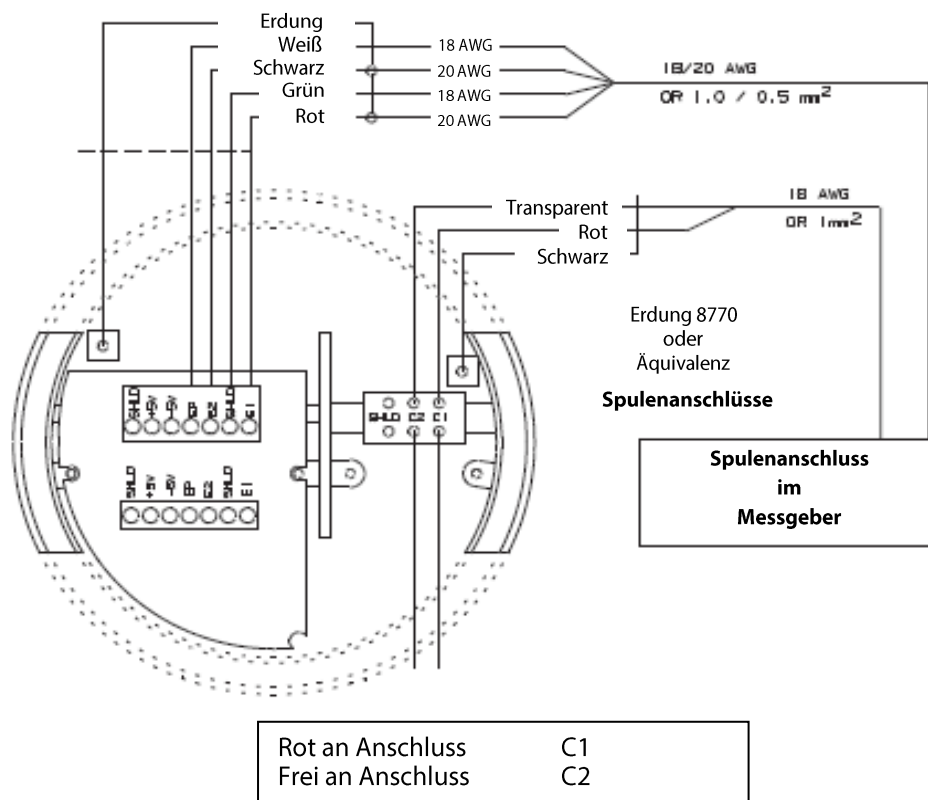 Erdung
Weiß
Schwarz
Grün
Rot
18 AWG
20 AWG
18 AWG
20 AWG
18/20 AWG
OR 1.0 / 0.5 mm²
Transparent
Rot
Schwarz
18 AWG
OR 1mm²
Erdung 8770
oder
Äquivalenz
Spulenanschlüsse
Spulenanschluss
im
Messgeber
SHLD +5V -5V EP E2 SHLD E1
C2 C1
SHLD +5V -5V EP E2 SHLD E1
Rot an Anschluss C1
Frei an Anschluss C2